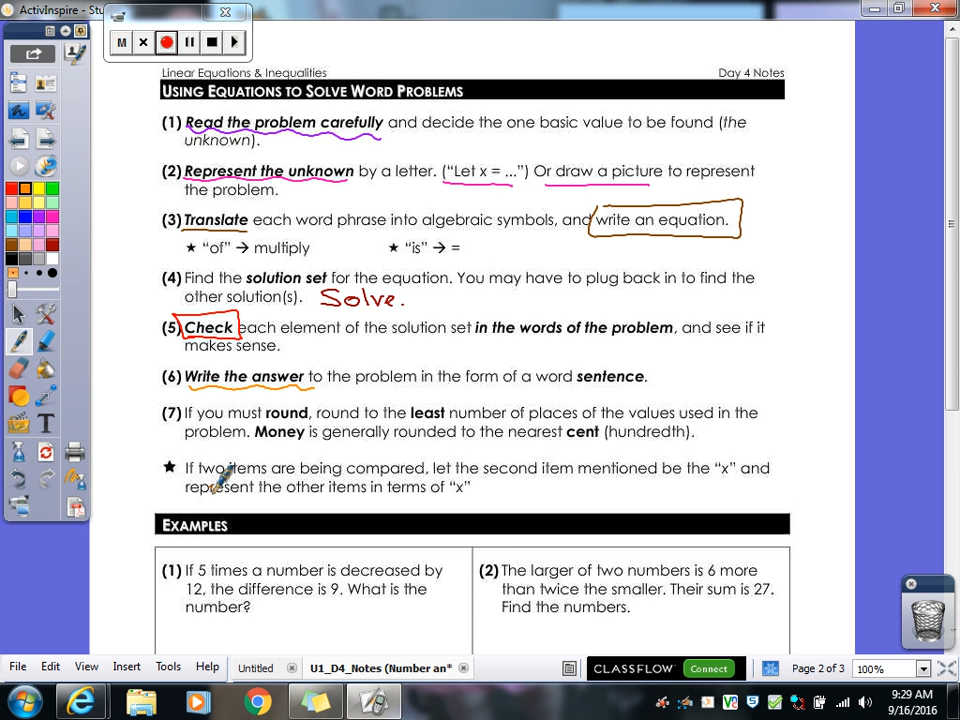 ActivInspire - Stu
M
Linear Equations & Inequalities Day 4 Notes
USING EQUATIONS TO SOLVE WORD PROBLEMS
(1) Read the problem carefully and decide the one basic value to be found (the
unknown).
(2) Represent the unknown by a letter. ("Let x = ...") Or draw a picture to represent
the problem.
(3) Translate each word phrase into algebraic symbols, and write an equation.
★ "of" → multiply ★ "is" → =
(4) Find the solution set for the equation. You may have to plug back in to find the
other solution(s). Solve.
(5) Check each element of the solution set in the words of the problem, and see if it
makes sense.
(6) Write the answer to the problem in the form of a word sentence.
(7) If you must round, round to the least number of places of the values used in the
problem. Money is generally rounded to the nearest cent (hundredth).
★ If two items are being compared, let the second item mentioned be the "x" and
represent the other items in terms of "x"
EXAMPLES
(1) If 5 times a number is decreased by
12, the difference is 9. What is the
number?
(2) The larger of two numbers is 6 more
than twice the smaller. Their sum is 27.
Find the numbers.
File Edit View Insert Tools Help Untitled U1_D4_Notes (Number an* CLASSFLOW Connect Page 2 of 3 100%
9:29 AM
9/16/2016